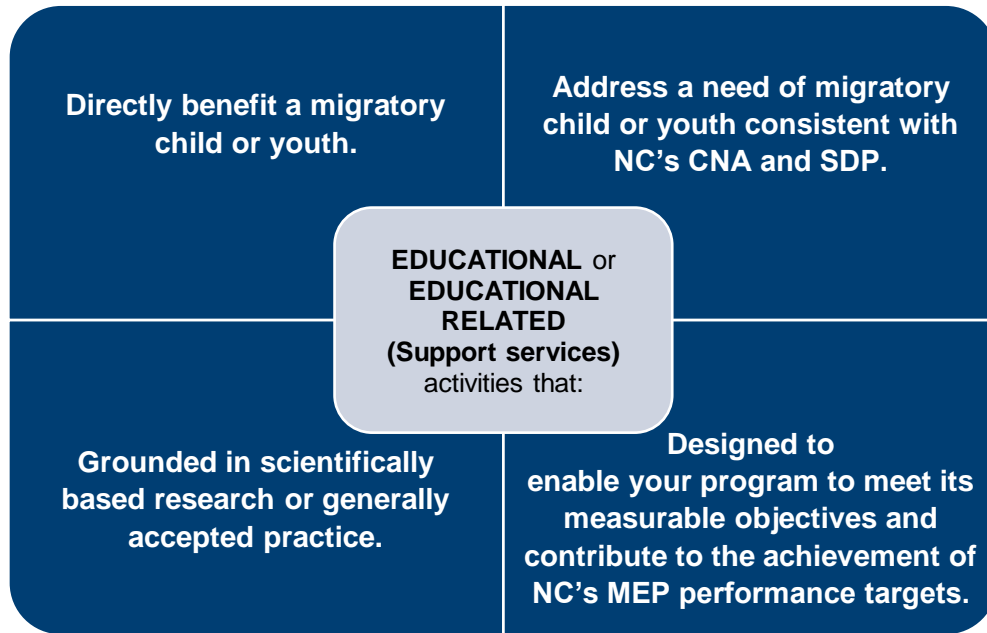 Directly benefit a migratory
child or youth.
Address a need of migratory
child or youth consistent with
NC’s CNA and SDP.
EDUCATIONAL or
EDUCATIONAL
RELATED
(Support services)
activities that:
Grounded in scientifically
based research or generally
accepted practice.
Designed to
enable your program to meet its
measurable objectives and
contribute to the achievement of
NC’s MEP performance targets.